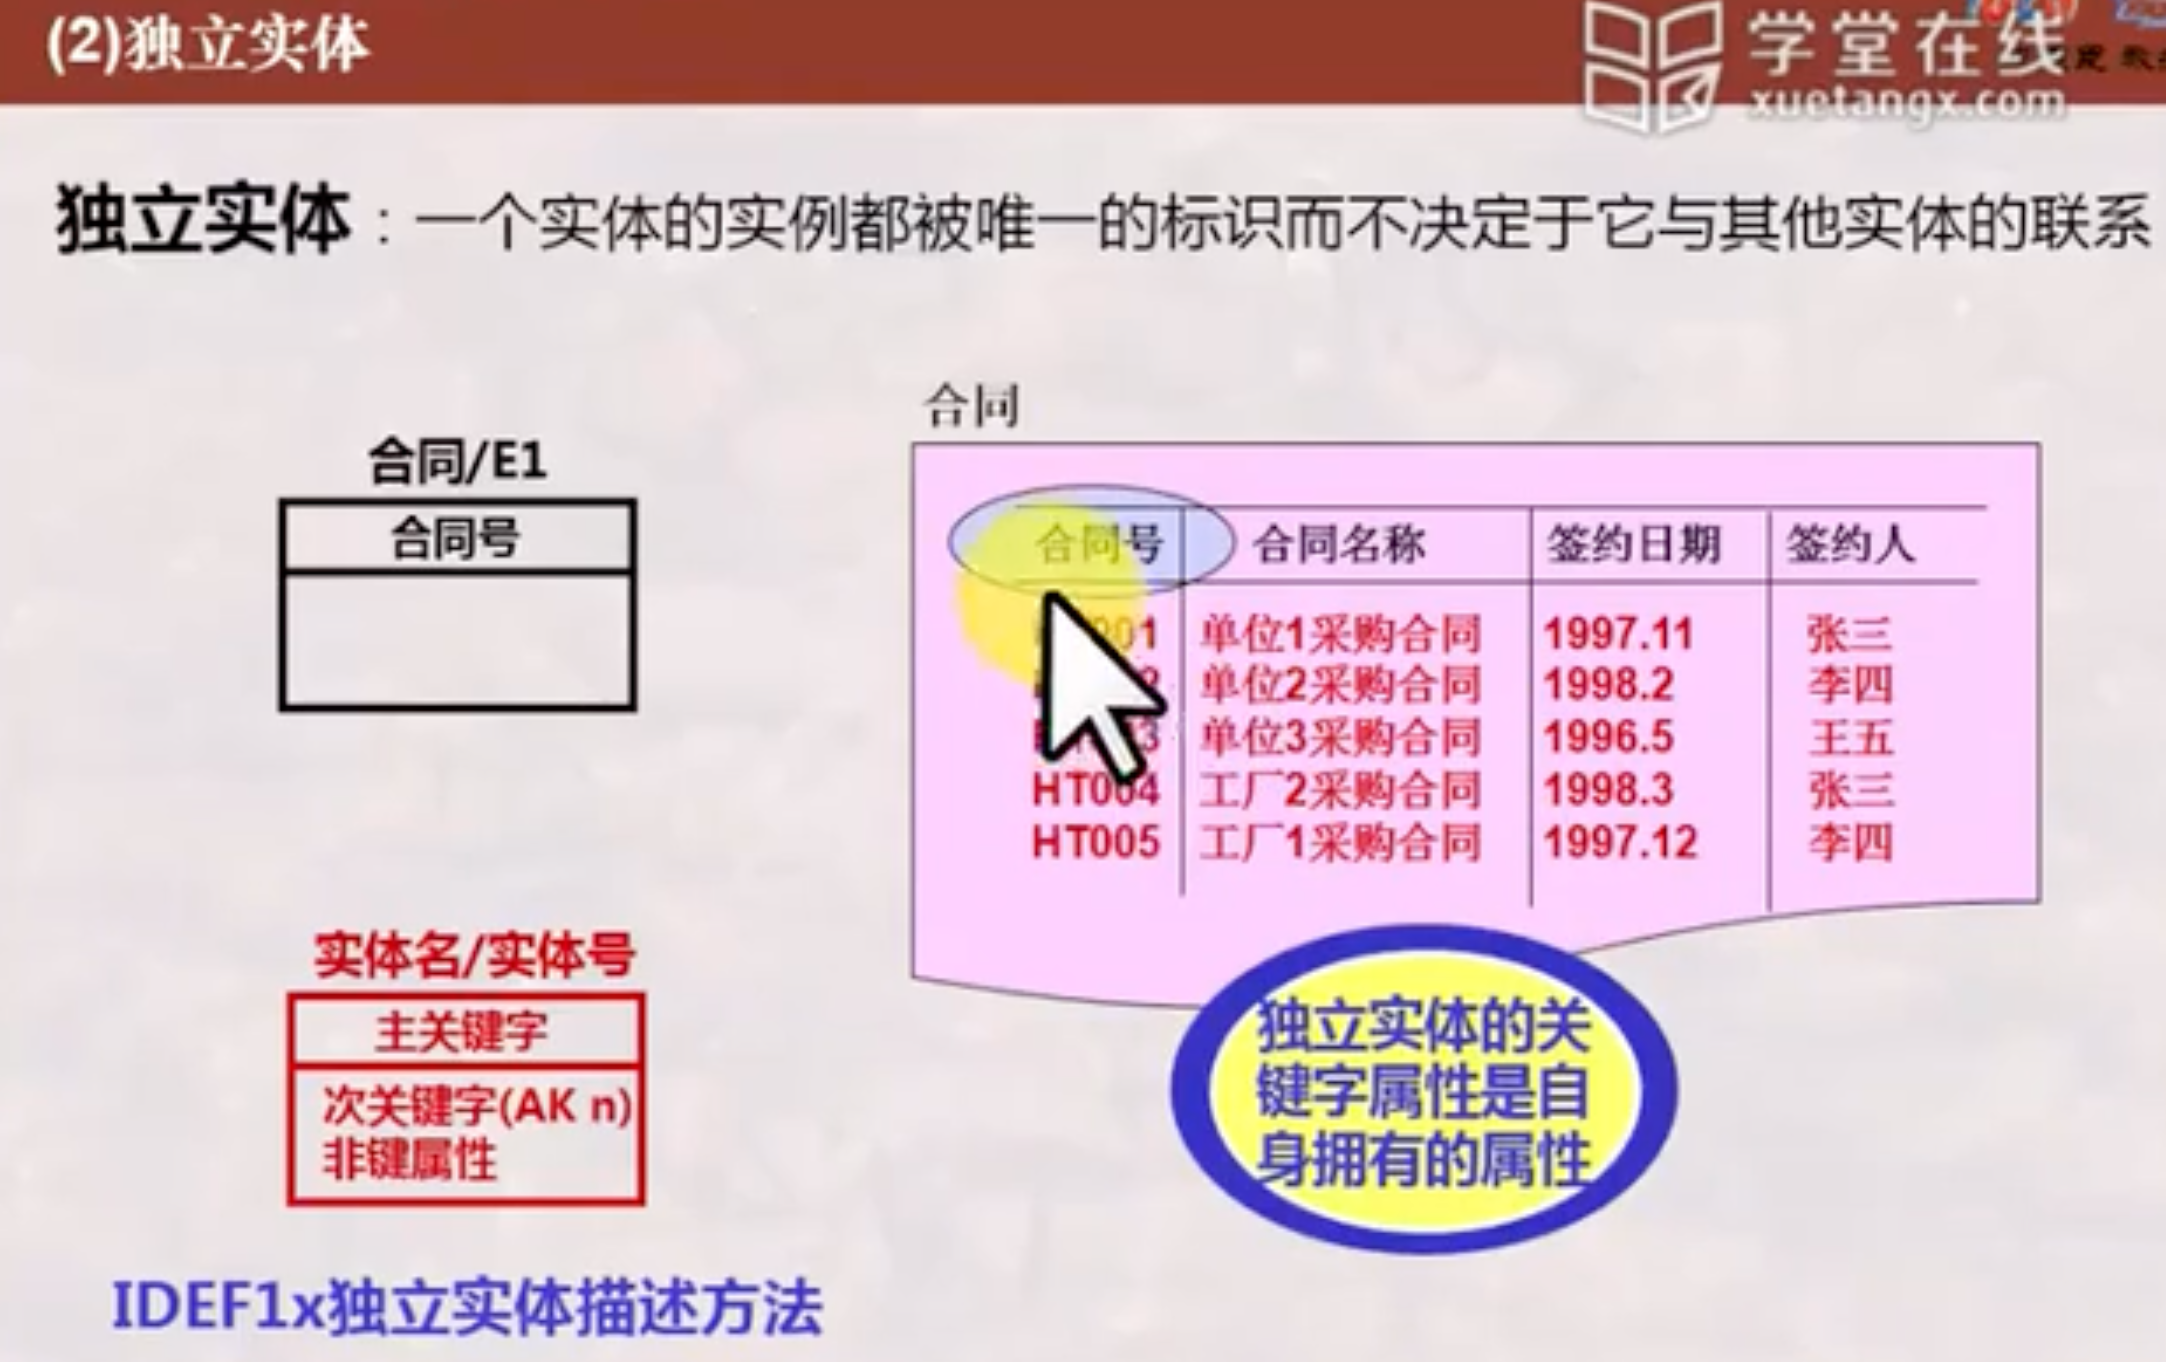 (2)独立实体
学堂在线
xuetangx.com
独立实体：一个实体的实例都被唯一的标识而不决定于它与其他实体的联系
合同/E1
合同号
合同
合同号 合同名称 签约日期 签约人
单位1采购合同 1997.11 张三
单位2采购合同 1998.2 李四
单位3采购合同 1996.5 王五
HT004 工厂2采购合同 1998.3 张三
HT005 工厂1采购合同 1997.12 李四
实体名/实体号
主关键字
次关键字(AK n)
非键属性
独立实体的关
键字属性是自
身拥有的属性
IDEF1x独立实体描述方法